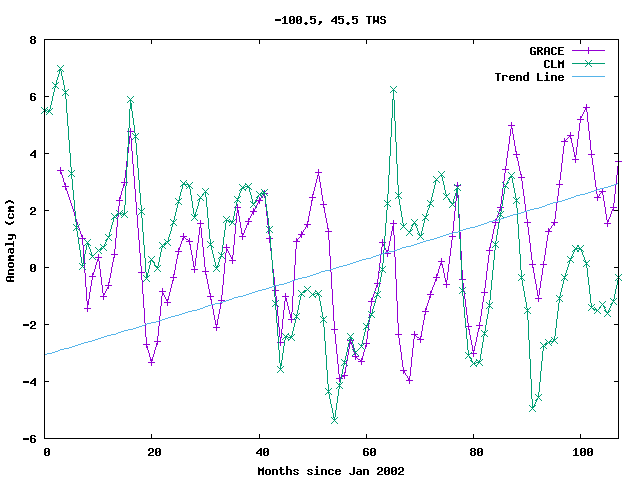 -100.5, 45.5 TWS
GRACE
CLM
Trend Line
8
6
4
2
0
-2
-4
-6
Anomaly (cm)
0 20 40 60 80 100
Months since Jan 2002